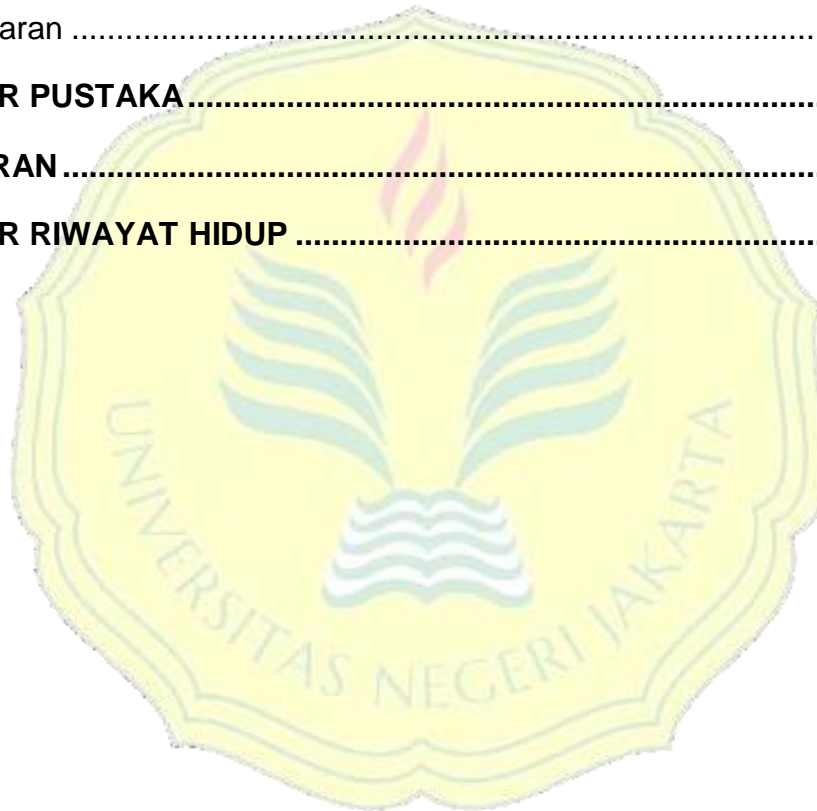 aran ..........................................................................................
R PUSTAKA.......................................................................
RAN.....................................................................................
R RIWAYAT HIDUP ..........................................................
UNIVERSITAS NEGERI JAKARTA